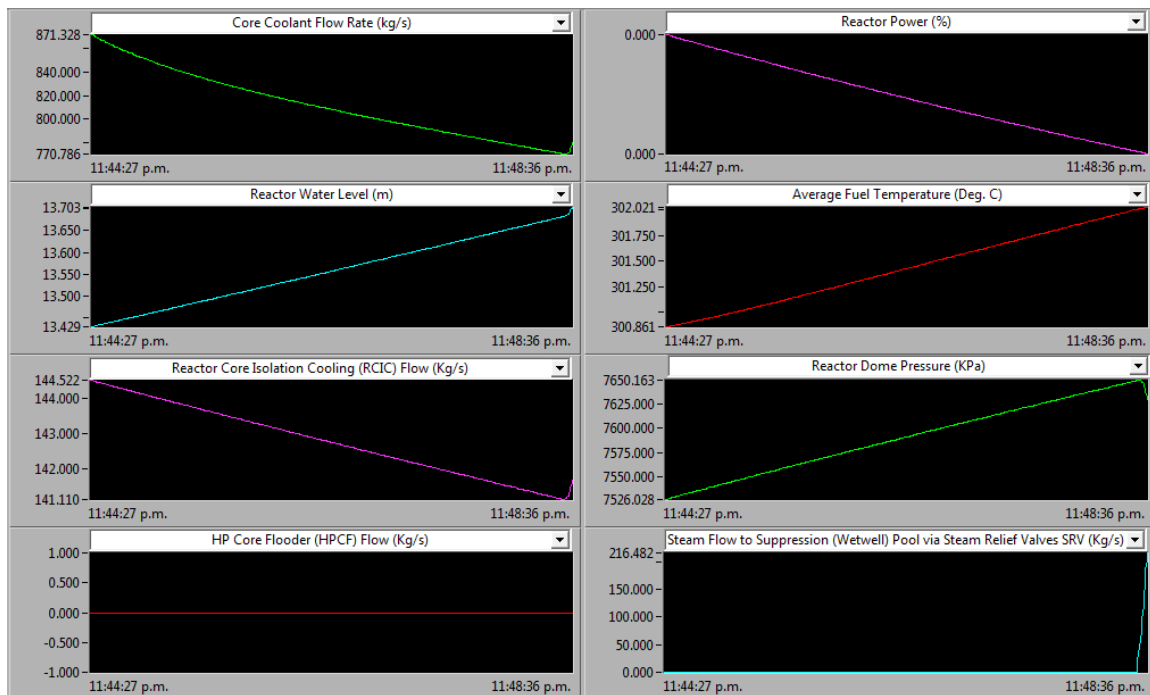 Core Coolant Flow Rate (kg/s)
871.328
840.000
820.000
800.000
770.786
11:44:27 p.m.
11:48:36 p.m.
Reactor Power (%)
0.000
0.000
11:44:27 p.m.
11:48:36 p.m.
Reactor Water Level (m)
13.703
13.650
13.600
13.550
13.500
13.429
11:44:27 p.m.
11:48:36 p.m.
Average Fuel Temperature (Deg. C)
302.021
301.750
301.500
301.250
300.861
11:44:27 p.m.
11:48:36 p.m.
Reactor Core Isolation Cooling (RCIC) Flow (Kg/s)
144.522
144.000
143.000
142.000
141.110
11:44:27 p.m.
11:48:36 p.m.
Reactor Dome Pressure (KPa)
7650.163
7625.000
7600.000
7575.000
7550.000
7526.028
11:44:27 p.m.
11:48:36 p.m.
HP Core Flooder (HPCF) Flow (Kg/s)
1.000
0.500
0.000
-0.500
-1.000
11:44:27 p.m.
11:48:36 p.m.
Steam Flow to Suppression (Wetwell) Pool via Steam Relief Valves SRV (Kg/s)
216.482
150.000
100.000
50.000
0.000
11:44:27 p.m.
11:48:36 p.m.